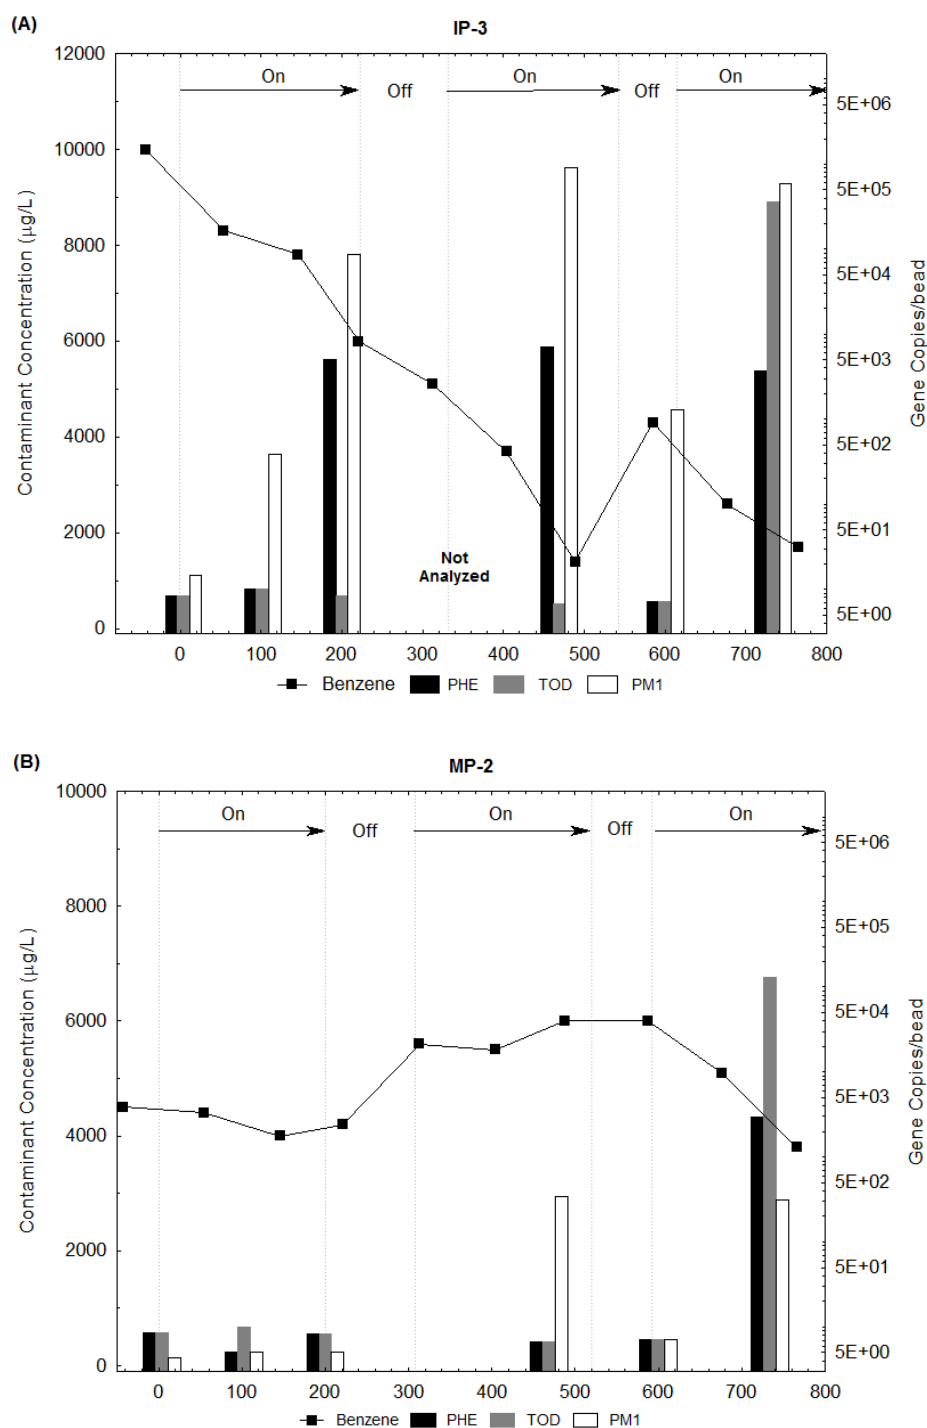 (A)
IP-3
12000
10000
8000
6000
4000
2000
0
Contaminant Concentration (µg/L)
On
Off
On
Off
On
Not
Analyzed
5E+06
5E+05
5E+04
5E+03
5E+02
5E+01
5E+00
Gene Copies/bead
0 100 200 300 400 500 600 700 800
Benzene PHE TOD PM1
(B)
MP-2
10000
8000
6000
4000
2000
0
Contaminant Concentration (µg/L)
On
Off
On
Off
On
5E+06
5E+05
5E+04
5E+03
5E+02
5E+01
5E+00
Gene Copies/bead
0 100 200 300 400 500 600 700 800
Benzene PHE TOD PM1